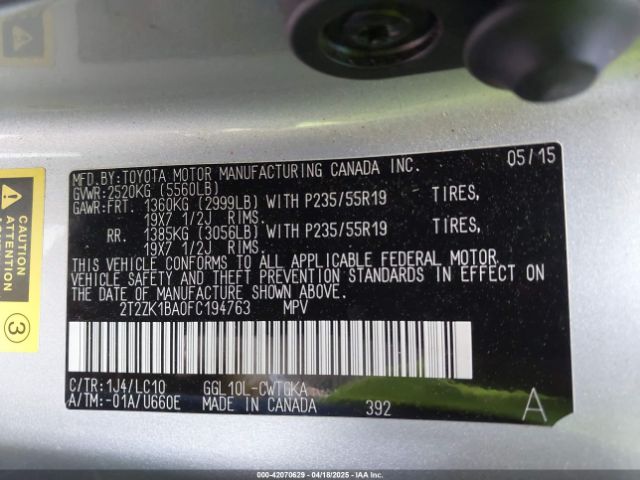 MFD.BY:TOYOTA MOTOR MANUFACTURING CANADA INC. 05/15
GVWR:2520KG (5560LB)
GAWR:FRT. 1360KG (2999LB) WITH P235/55R19 TIRES,
19X7 1/2J RIMS.
RR. 1385KG (3056LB) WITH P235/55R19 TIRES,
19X7 1/2J RIMS.
THIS VEHICLE CONFORMS TO ALL APPLICABLE FEDERAL MOTOR
VEHICLE SAFETY AND THEFT PREVENTION STANDARDS IN EFFECT ON
THE DATE OF MANUFACTURE SHOWN ABOVE.
2T2ZK1BA0FC194763 MPV
C/TR:1J4/LC10 GGL10L-CWTGKA
A/TM:-01A/U660E MADE IN CANADA 392 A
CAUTION
3
000-42070629 - 04/18/2025 - IAAI.COM